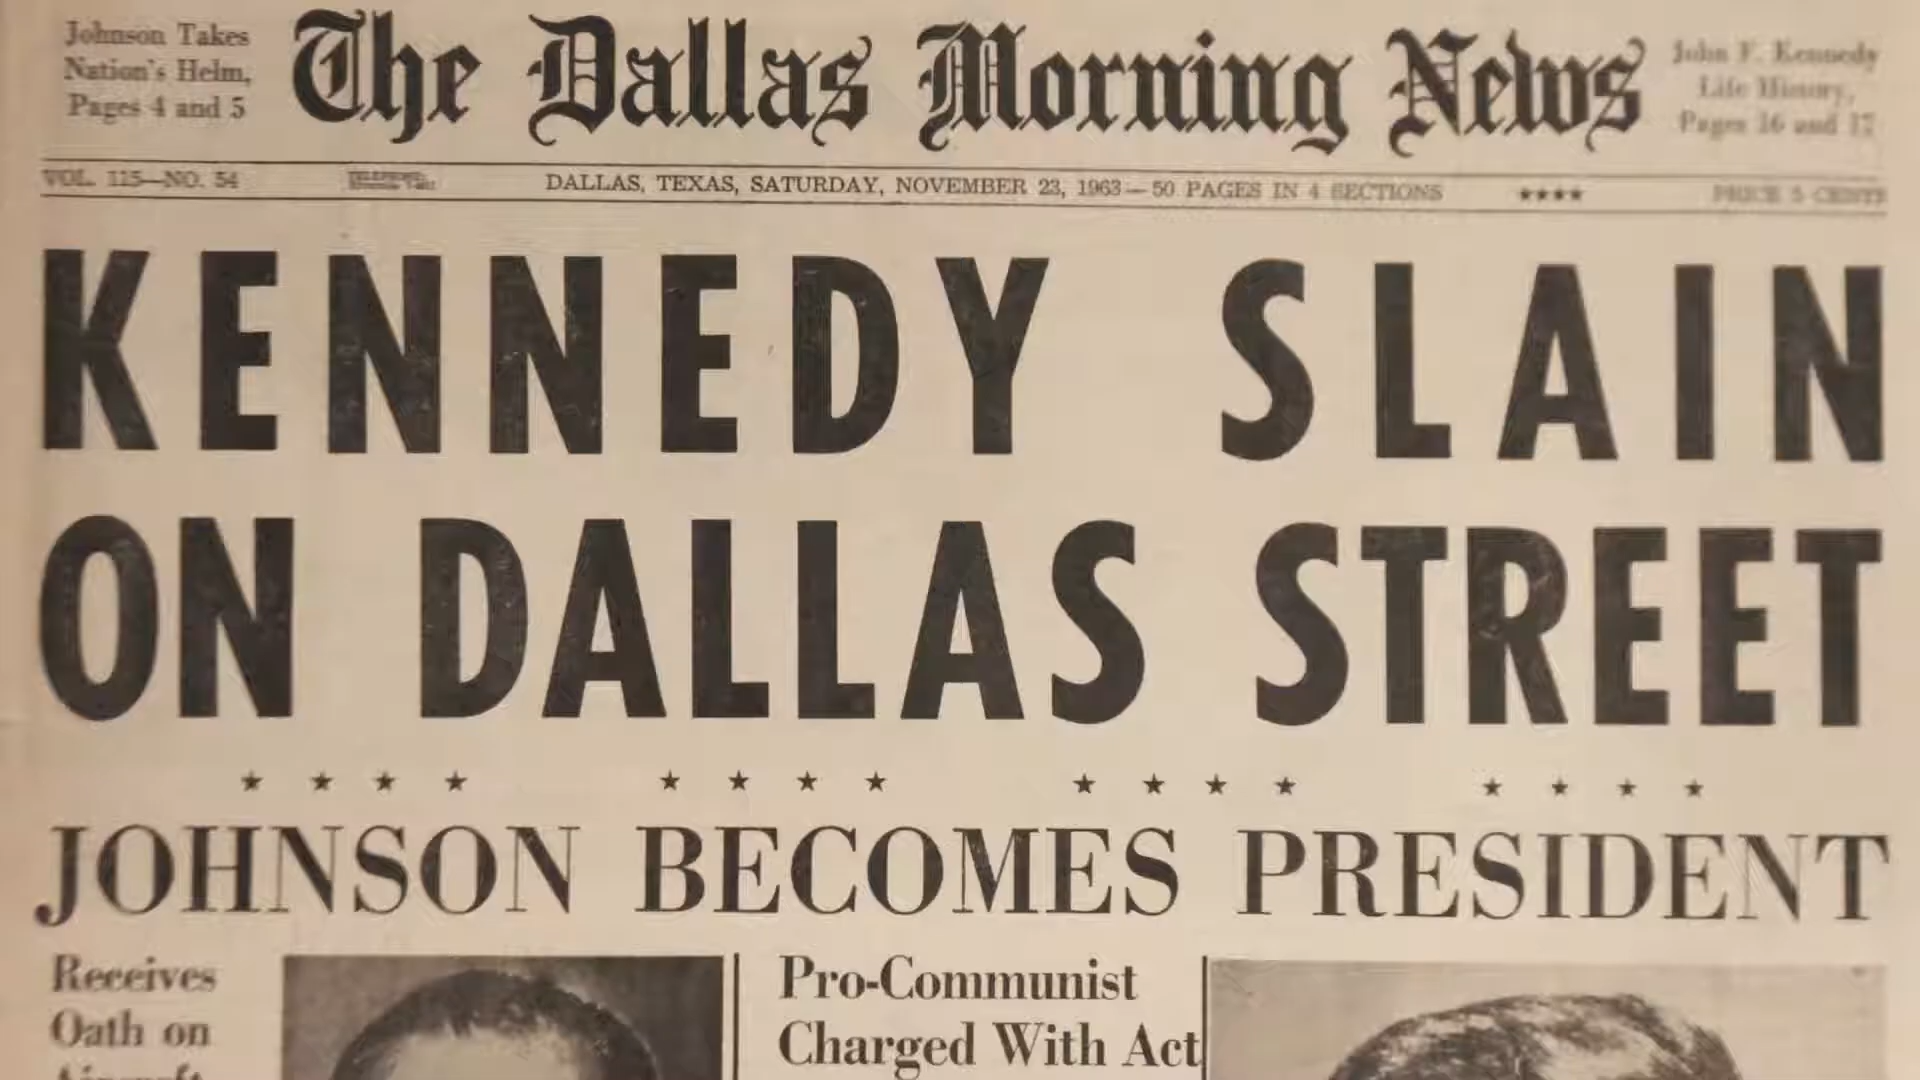 Johnson Takes
Nation's Helm,
Pages 4 and 5
The Dallas Morning News
John F. Kennedy
Life History,
Pages 16 and 17
VOL. 115—NO. 54
DALLAS, TEXAS, SATURDAY, NOVEMBER 23, 1963 — 50 PAGES IN 4 SECTIONS
★★★★
PRICE 5 CENTS
KENNEDY SLAIN
ON DALLAS STREET
★ ★ ★ ★ ★ ★ ★ ★ ★ ★ ★ ★ ★ ★ ★ ★
JOHNSON BECOMES PRESIDENT
Receives
Oath on
Pro-Communist
Charged With Act